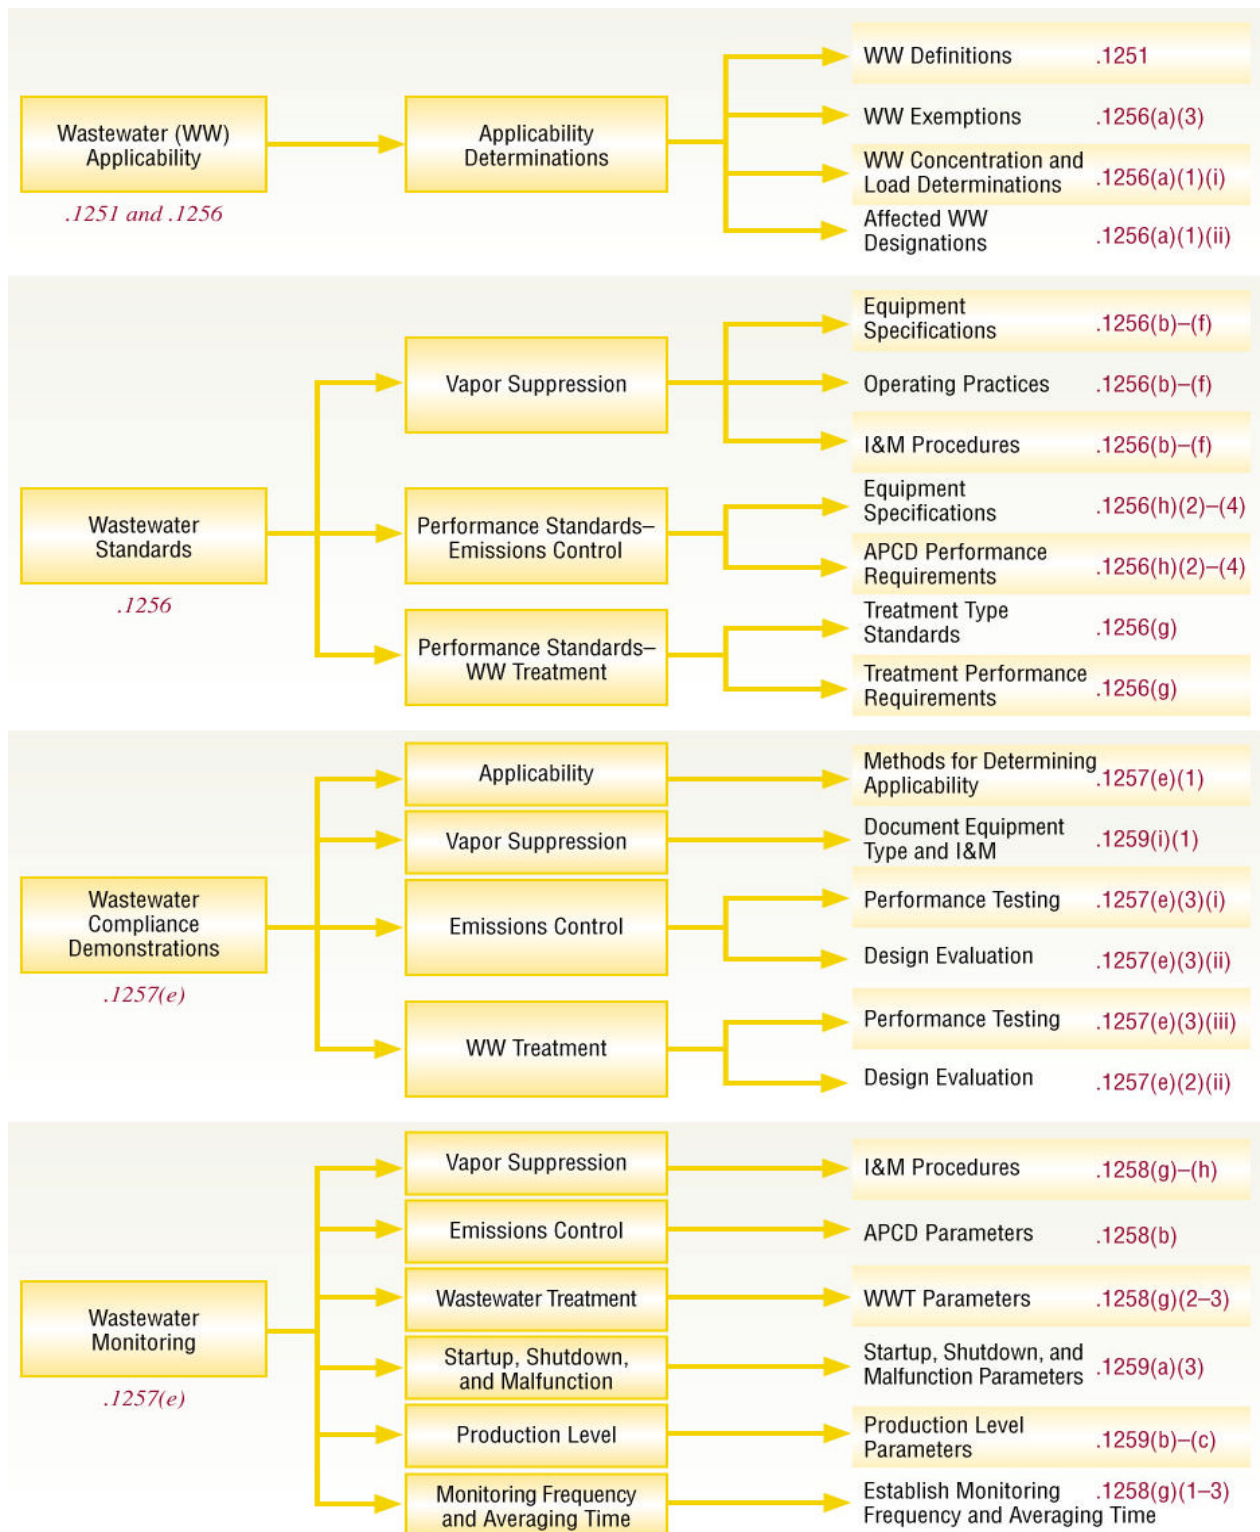 Wastewater (WW)
Applicability
.1251 and .1256
Applicability
Determinations
WW Definitions .1251
WW Exemptions .1256(a)(3)
WW Concentration and
Load Determinations .1256(a)(1)(i)
Affected WW
Designations .1256(a)(1)(ii)
Wastewater
Standards
.1256
Vapor Suppression
Equipment
Specifications .1256(b)–(f)
Operating Practices .1256(b)–(f)
I&M Procedures .1256(b)–(f)
Performance Standards–
Emissions Control
Equipment
Specifications .1256(h)(2)–(4)
APCD Performance
Requirements .1256(h)(2)–(4)
Performance Standards–
WW Treatment
Treatment Type
Standards .1256(g)
Treatment Performance
Requirements .1256(g)
Wastewater
Compliance
Demonstrations
.1257(e)
Applicability
Methods for Determining
Applicability .1257(e)(1)
Vapor Suppression
Document Equipment
Type and I&M .1259(i)(1)
Emissions Control
Performance Testing .1257(e)(3)(i)
Design Evaluation .1257(e)(3)(ii)
WW Treatment
Performance Testing .1257(e)(3)(iii)
Design Evaluation .1257(e)(2)(ii)
Wastewater
Monitoring
.1257(e)
Vapor Suppression
I&M Procedures .1258(g)–(h)
Emissions Control
APCD Parameters .1258(b)
Wastewater Treatment
WWT Parameters .1258(g)(2–3)
Startup, Shutdown,
and Malfunction
Startup, Shutdown, and
Malfunction Parameters .1259(a)(3)
Production Level
Production Level
Parameters .1259(b)–(c)
Monitoring Frequency
and Averaging Time
Establish Monitoring .1258(g)(1–3)
Frequency and Averaging Time